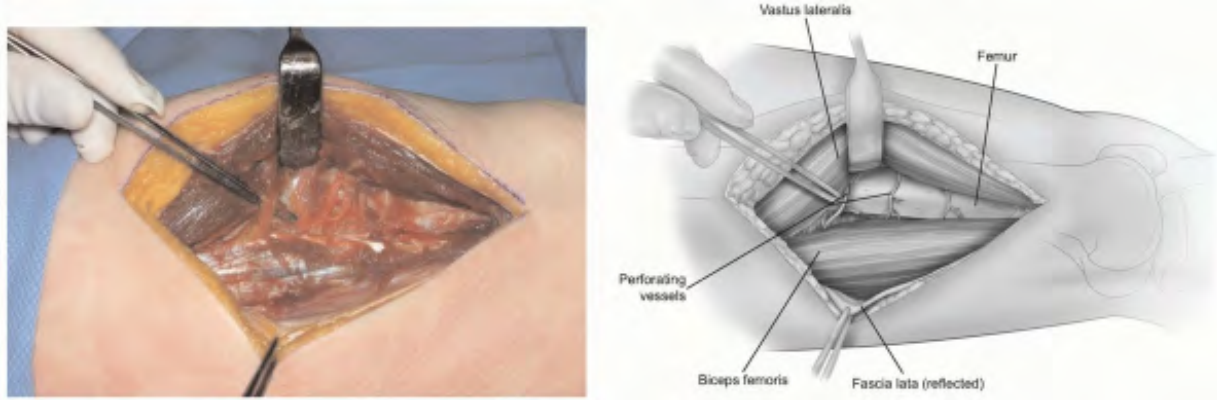 Vastus lateralis
Femur
Perforating
vessels
Biceps femoris
Fascia lata (reflected)